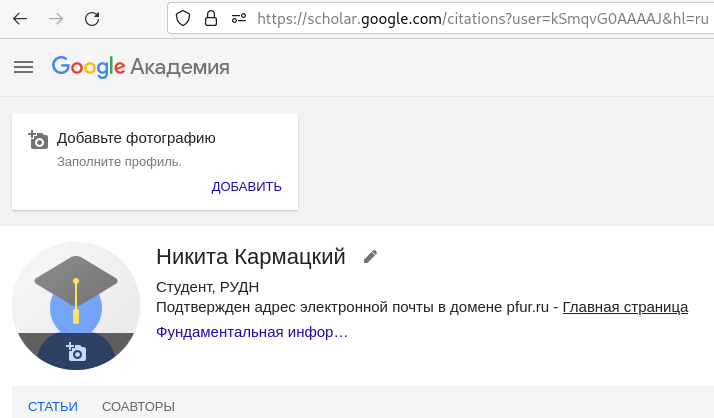 https://scholar.google.com/citations?user=kSmqvG0AAAAJ&hl=ru
Google Академия
Добавьте фотографию
Заполните профиль.
ДОБАВИТЬ
Никита Кармацкий
Студент, РУДН
Подтвержден адрес электронной почты в домене pfur.ru - Главная страница
Фундаментальная инфор…
СТАТЬИ СОАВТОРЫ